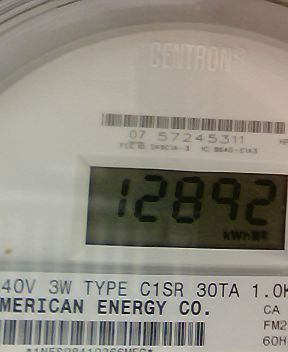 CENTRON®
07 57245311
12892
kWh
40V 3W TYPE C1SR 30TA 1.0K
MERICAN ENERGY CO.
CA
FM2
60H